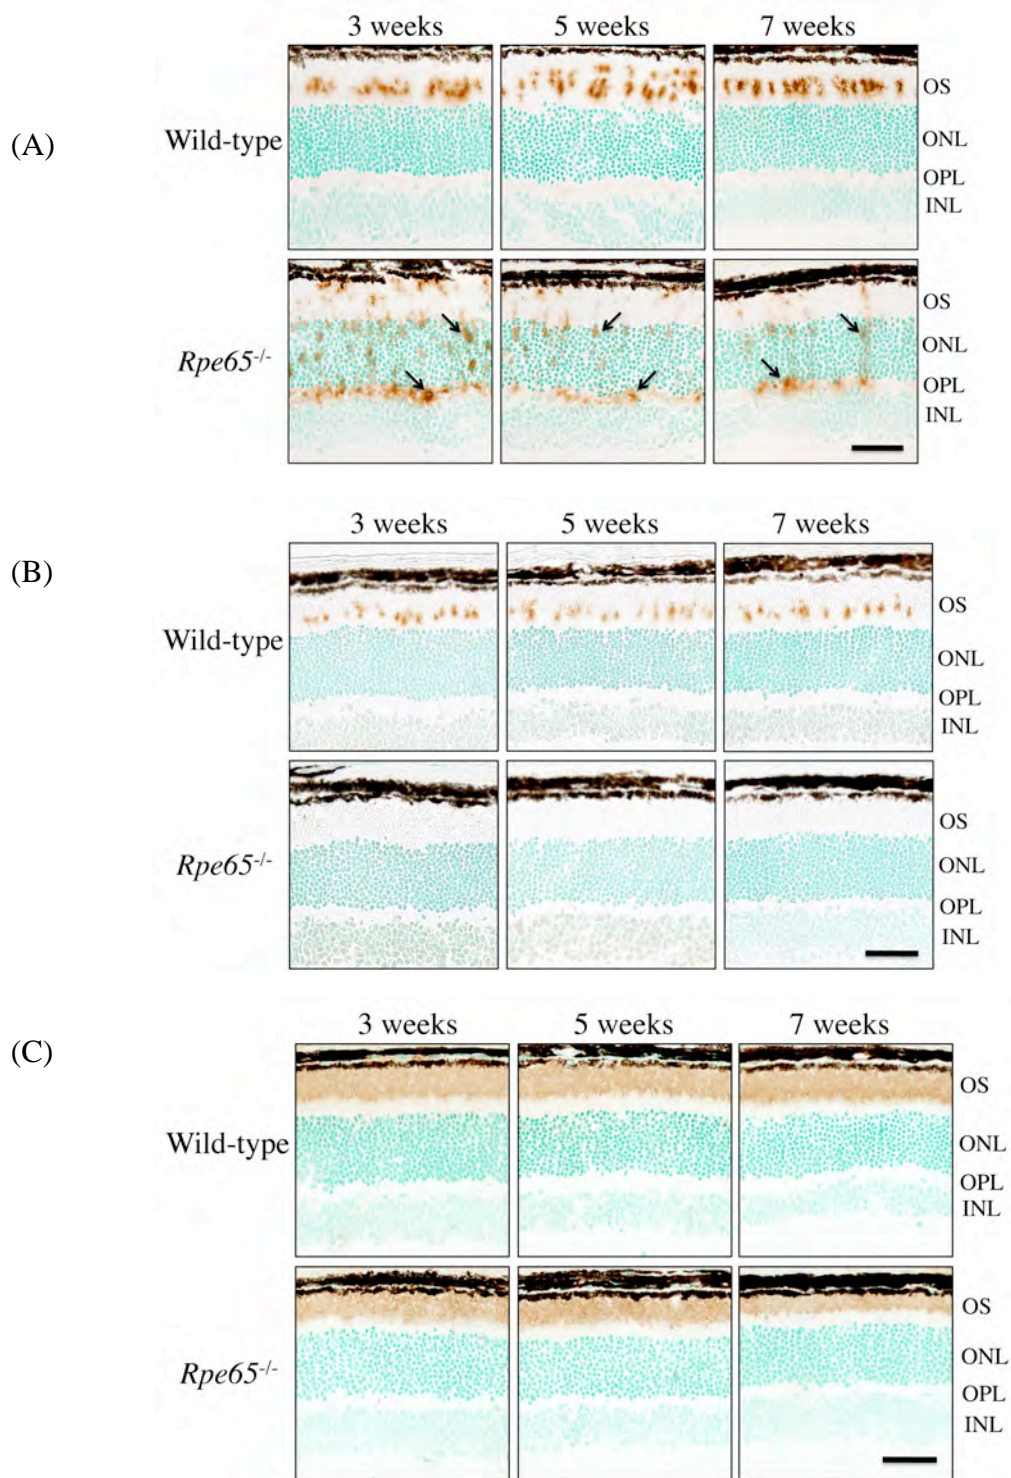 (A)
3 weeks 5 weeks 7 weeks
Wild-type
OS
ONL
OPL
INL
Rpe65-/-
OS
ONL
OPL
INL
(B)
3 weeks 5 weeks 7 weeks
Wild-type
OS
ONL
OPL
INL
Rpe65-/-
OS
ONL
OPL
INL
(C)
3 weeks 5 weeks 7 weeks
Wild-type
OS
ONL
OPL
INL
Rpe65-/-
OS
ONL
OPL
INL